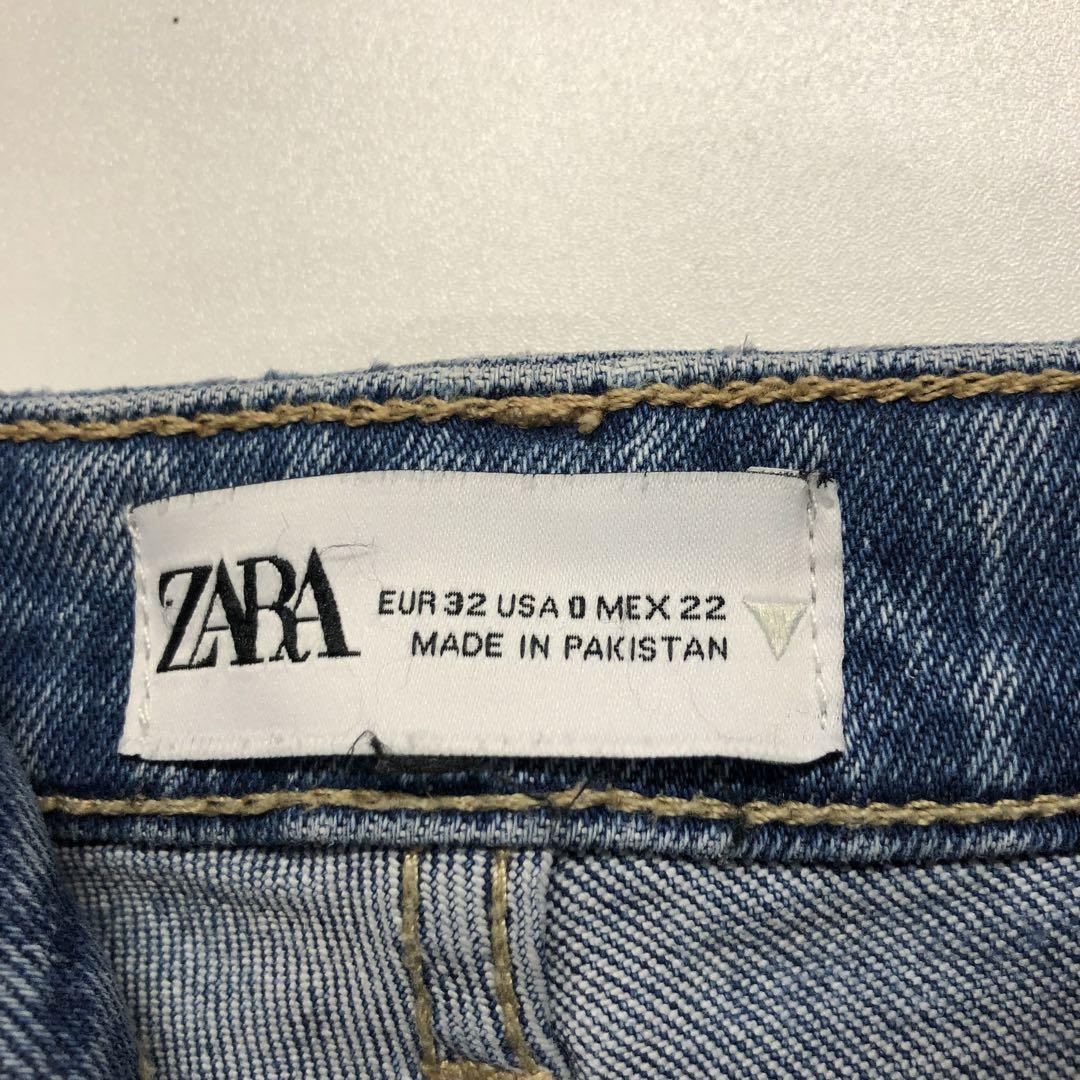 ZARA
EUR 32 USA 0 MEX 22
MADE IN PAKISTAN